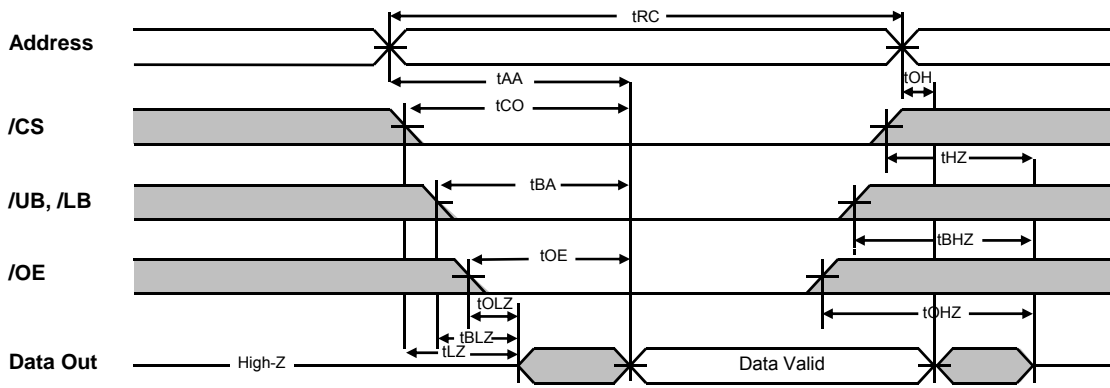 tRC
Address
tAA
tOH
tCO
/CS
tHZ
tBA
/UB, /LB
tBHZ
tOE
/OE
tOLZ
tOHZ
tBLZ
tLZ
Data Out
High-Z
Data Valid